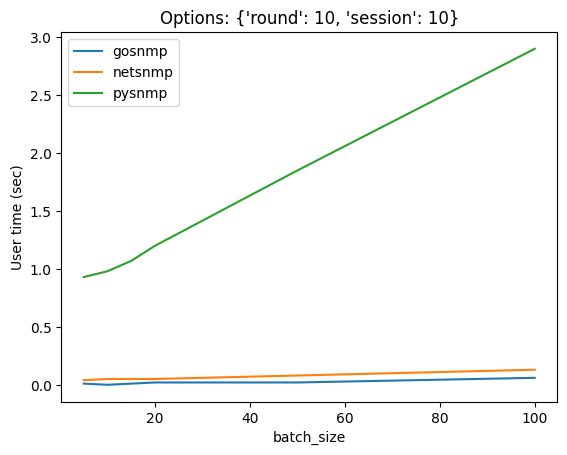 Options: {'round': 10, 'session': 10}
gosnmp
netsnmp
pysnmp
User time (sec)
3.0
2.5
2.0
1.5
1.0
0.5
0.0
20
40
60
80
100
batch_size